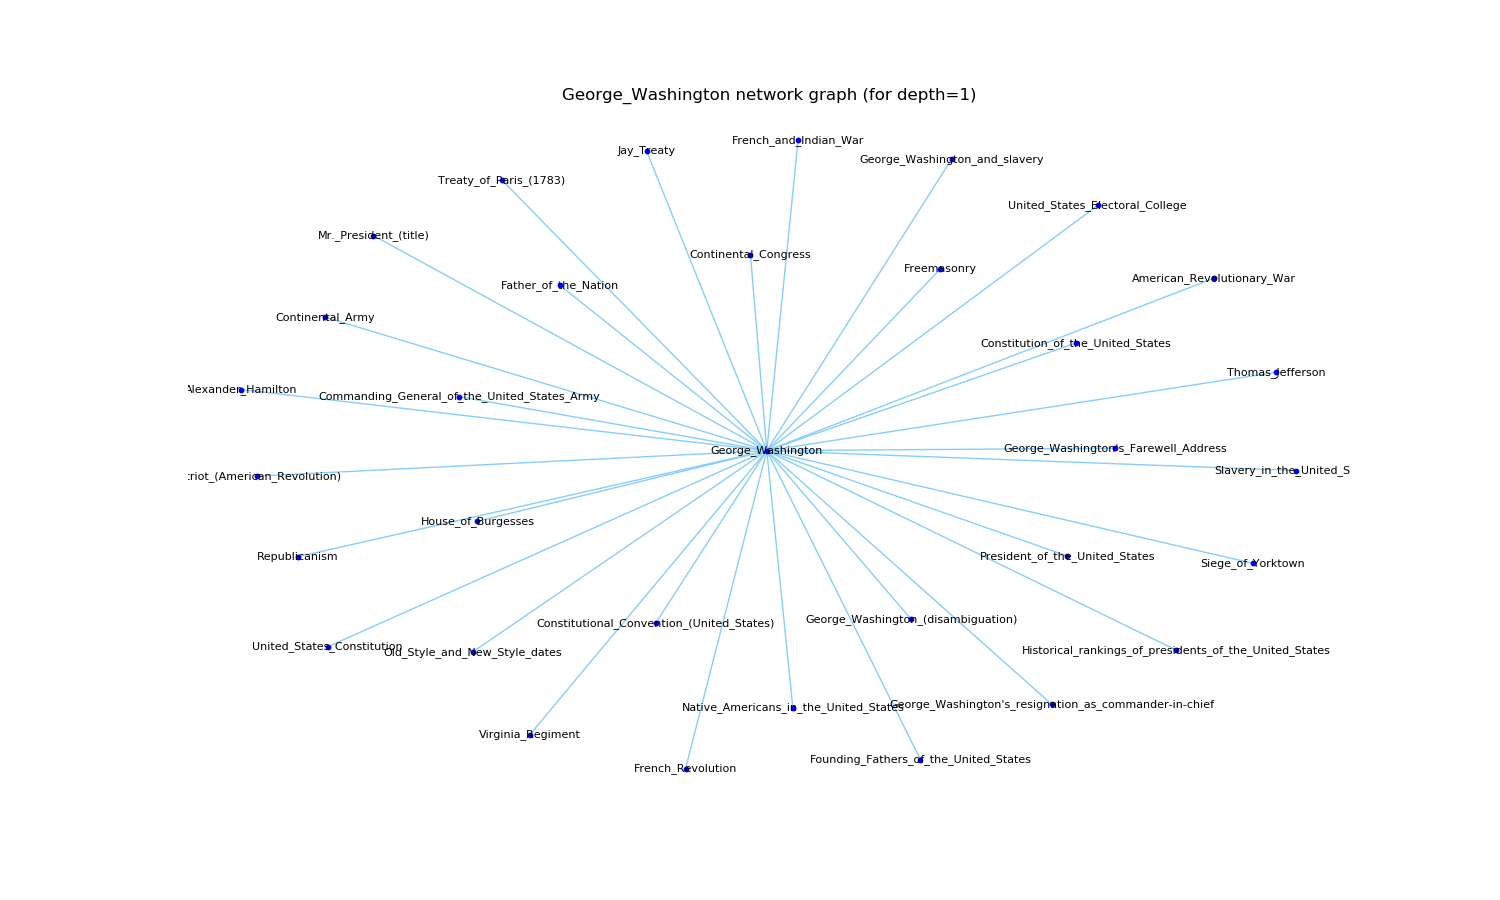 George_Washington network graph (for depth=1)
French_and_Indian_War
Jay_Treaty
George_Washington_and_slavery
Treaty_of_Paris_(1783)
United_States_Electoral_College
Mr._President_(title)
Continental_Congress
Freemasonry
American_Revolutionary_War
Father_of_the_Nation
Continental_Army
Constitution_of_the_United_States
Thomas_Jefferson
Alexander_Hamilton
Commanding_General_of_the_United_States_Army
George_Washington's_Farewell_Address
George_Washington
Slavery_in_the_United_S
triot_(American_Revolution)
House_of_Burgesses
Republicanism
President_of_the_United_States
Siege_of_Yorktown
George_Washington_(disambiguation)
Constitutional_Convention_(United_States)
United_States_Constitution
Old_Style_and_New_Style_dates
Historical_rankings_of_presidents_of_the_United_States
George_Washington's_resignation_as_commander-in-chief
Native_Americans_in_the_United_States
Virginia_Regiment
Founding_Fathers_of_the_United_States
French_Revolution